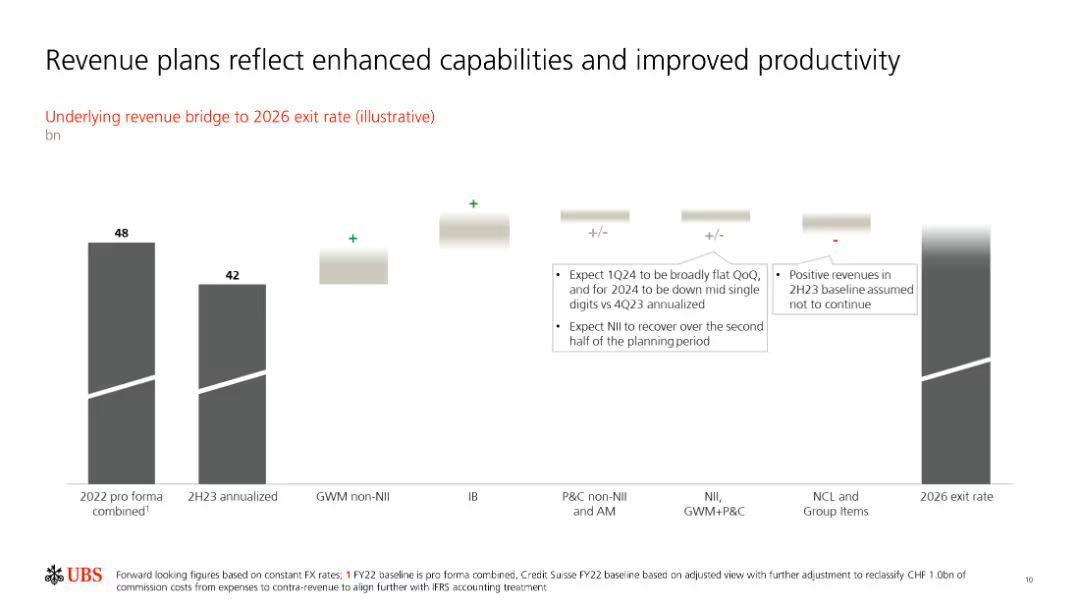 Revenue plans reflect enhanced capabilities and improved productivity
Underlying revenue bridge to 2026 exit rate (illustrative)
bn
48
42
+
+
+/-
+/-
-
• Expect 1Q24 to be broadly flat QoQ,
and for 2024 to be down mid single
digits vs 4Q23 annualized
• Expect NII to recover over the second
half of the planning period
• Positive revenues in
2H23 baseline assumed
not to continue
2022 pro forma
combined¹
2H23 annualized
GWM non-NII
IB
P&C non-NII
and AM
NII,
GWM+P&C
NCL and
Group Items
2026 exit rate
UBS
Forward looking figures based on constant FX rates; 1 FY22 baseline is pro forma combined, Credit Suisse FY22 baseline based on adjusted view with further adjustment to reclassify CHF 1.0bn of
commission costs from expenses to contra-revenue to align further with IFRS accounting treatment
10